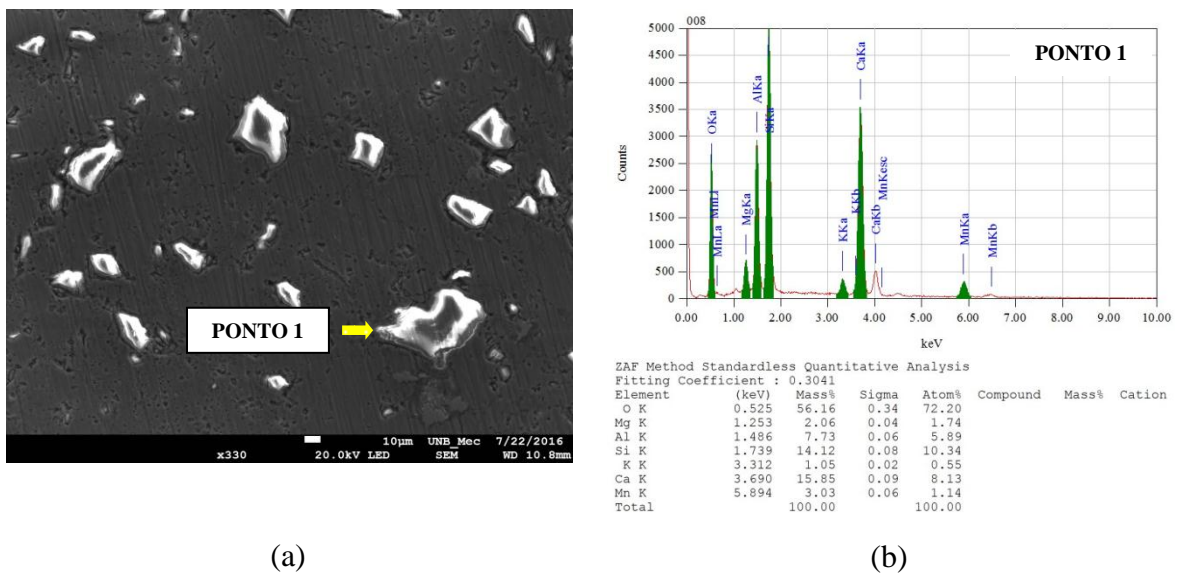 PONTO 1
10µm UNB_Mec 7/22/2016
x330 20.0kV LED SEM WD 10.8mm
(a)
008
PONTO 1
Counts
5000
4500
4000
3500
3000
2500
2000
1500
1000
500
0
OKa
MnLl
MnLa
MgKa
AlKa
SiKa
KKa
KKb
CaKa
CaKb
MnKesc
MnKa
MnKb
0.00 1.00 2.00 3.00 4.00 5.00 6.00 7.00 8.00 9.00 10.00
keV
ZAF Method Standardless Quantitative Analysis
Fitting Coefficient : 0.3041
Element (keV) Mass% Sigma Atom% Compound Mass% Cation
O K 0.525 56.16 0.34 72.20
Mg K 1.253 2.06 0.04 1.74
Al K 1.486 7.73 0.06 5.89
Si K 1.739 14.12 0.08 10.34
K K 3.312 1.05 0.02 0.55
Ca K 3.690 15.85 0.09 8.13
Mn K 5.894 3.03 0.06 1.14
Total 100.00 100.00
(b)